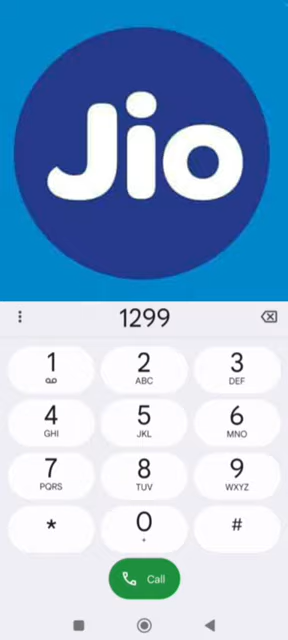 Jio
1299
1 2 3
ABC DEF
4 5 6
GHI JKL MNO
7 8 9
PQRS TUV WXYZ
* 0 #
+
Call